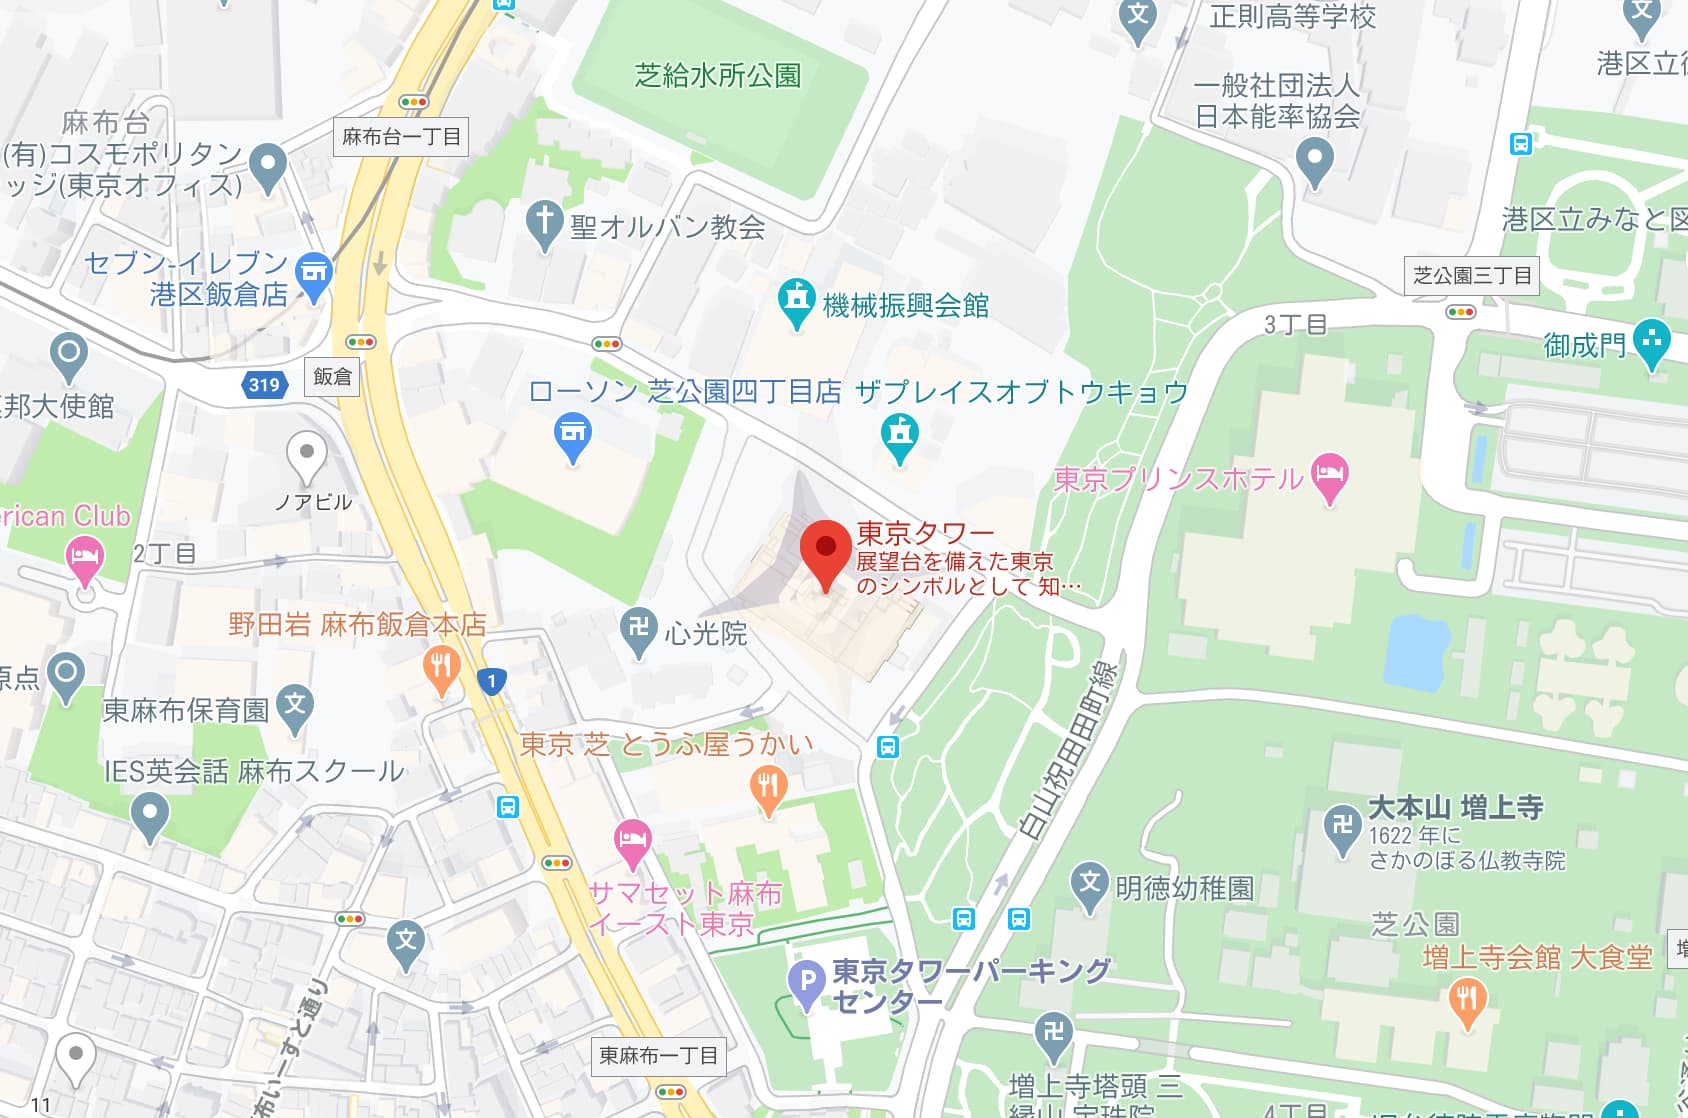 正則高等学校
芝給水所公園
港区立
一般社団法人
日本能率協会
麻布台
麻布台一丁目
(有)コスモポリタン
ッジ(東京オフィス)
聖オルバン教会
港区立みなと図
セブン-イレブン
港区飯倉店
芝公園三丁目
機械振興会館
3丁目
御成門
319
飯倉
ローソン 芝公園四丁目店
ザプレイスオブトウキョウ
邦大使館
東京プリンスホテル
ノアビル
rican Club
東京タワー
展望台を備えた東京
のシンボルとして 知…
2丁目
野田岩 麻布飯倉本店
心光院
原点
1
東麻布保育園
白山祝田田町線
東京 芝 とうふ屋うかい
IES英会話 麻布スクール
大本山 増上寺
1622 年に
さかのぼる仏教寺院
サマセット麻布
イースト東京
明徳幼稚園
芝公園
増上寺会館 大食堂
P
東京タワーパーキング
センター
布いーすと通り
東麻布一丁目
増上寺塔頭 三
縁山 宝珠院
11
4丁目